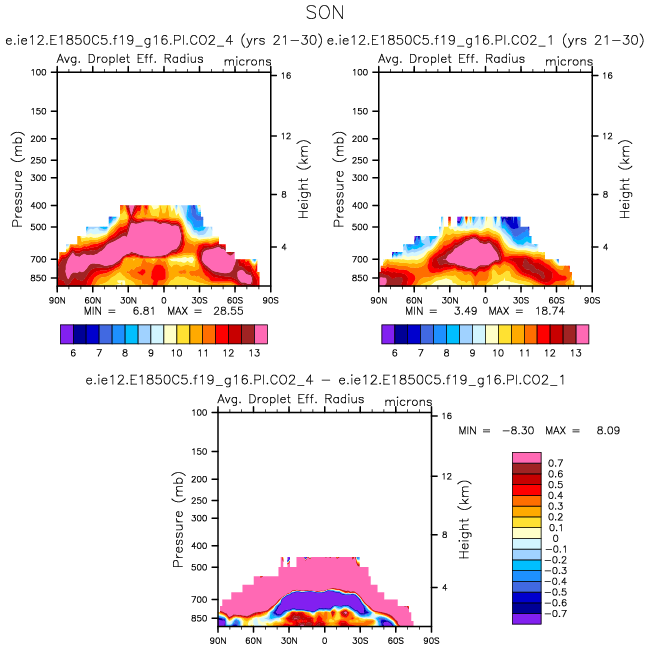 SON
e.ie12.E1850C5.f19_g16.PI.CO2_4 (yrs 21-30) e.ie12.E1850C5.f19_g16.PI.CO2_1 (yrs 21-30)
Avg. Droplet Eff. Radius microns
Pressure (mb)
100
150
200
250
300
400
500
700
850
16
12
8
4
Height (km)
90N 60N 30N 0 30S 60S 90S
MIN = 6.81 MAX = 28.55
6 7 8 9 10 11 12 13
Avg. Droplet Eff. Radius microns
Pressure (mb)
100
150
200
250
300
400
500
700
850
16
12
8
4
Height (km)
90N 60N 30N 0 30S 60S 90S
MIN = 3.49 MAX = 18.74
6 7 8 9 10 11 12 13
e.ie12.E1850C5.f19_g16.PI.CO2_4 - e.ie12.E1850C5.f19_g16.PI.CO2_1
Avg. Droplet Eff. Radius microns
Pressure (mb)
100
150
200
250
300
400
500
700
850
16
12
8
4
Height (km)
90N 60N 30N 0 30S 60S 90S
MIN = -8.30 MAX = 8.09
0.7
0.6
0.5
0.4
0.3
0.2
0.1
0
-0.1
-0.2
-0.3
-0.4
-0.5
-0.6
-0.7